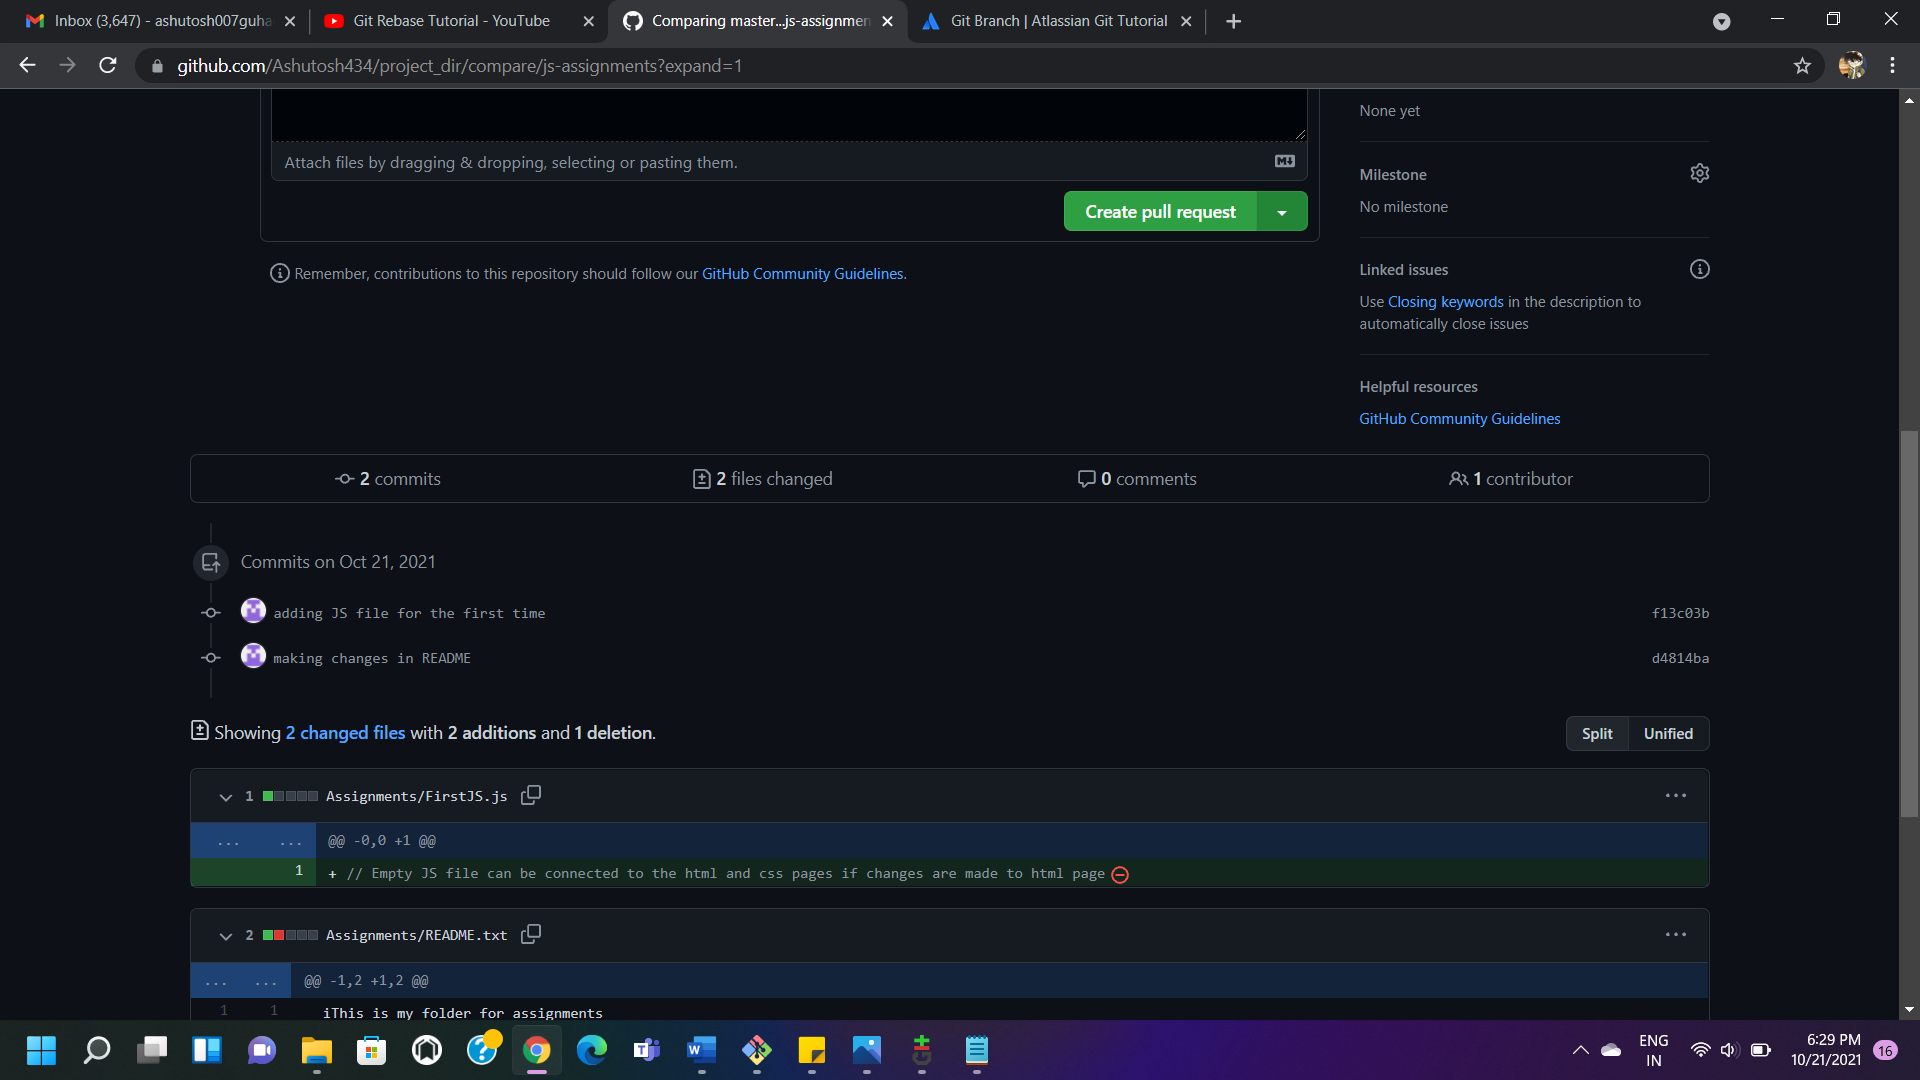 Inbox (3,647) - ashutosh007guha
Git Rebase Tutorial - YouTube
Comparing master...js-assignmen
Git Branch | Atlassian Git Tutorial
github.com/Ashutosh434/project_dir/compare/js-assignments?expand=1
None yet
Attach files by dragging & dropping, selecting or pasting them.
Milestone
No milestone
Create pull request
Remember, contributions to this repository should follow our GitHub Community Guidelines.
Linked issues
Use Closing keywords in the description to
automatically close issues
Helpful resources
GitHub Community Guidelines
2 commits
2 files changed
0 comments
1 contributor
Commits on Oct 21, 2021
adding JS file for the first time
f13c03b
making changes in README
d4814ba
Showing 2 changed files with 2 additions and 1 deletion.
Split
Unified
1 Assignments/FirstJS.js
... ... @@ -0,0 +1 @@
1 + // Empty JS file can be connected to the html and css pages if changes are made to html page
2 Assignments/README.txt
... ... @@ -1,2 +1,2 @@
1 1 iThis is my folder for assignments
ENG
IN
6:29 PM
10/21/2021
16